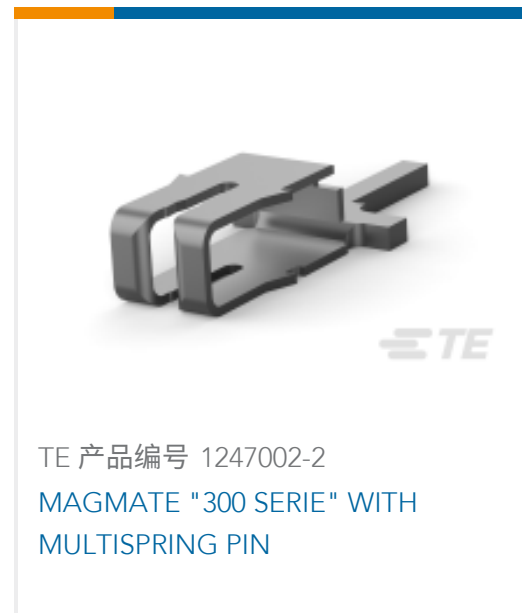 TE
TE 产品编号 1247002-2
MAGMATE "300 SERIE" WITH
MULTISPRING PIN